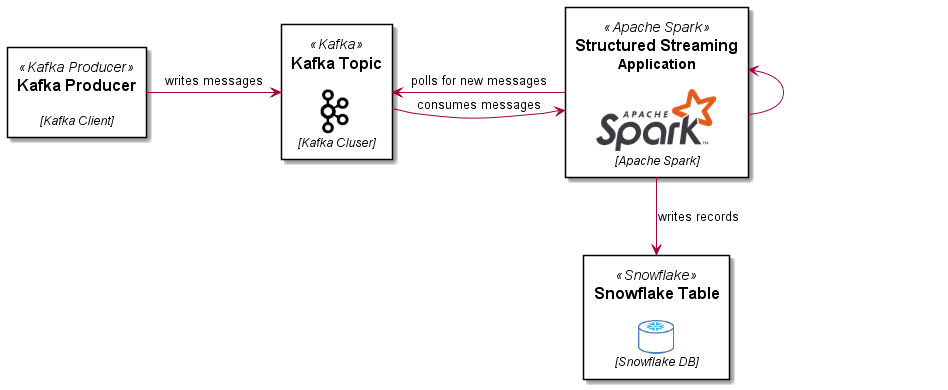 «Kafka Producer»
Kafka Producer
[Kafka Client]
writes messages
«Kafka»
Kafka Topic
[Kafka Cluser]
polls for new messages
consumes messages
«Apache Spark»
Structured Streaming
Application
APACHE
Spark™
[Apache Spark]
writes records
«Snowflake»
Snowflake Table
[Snowflake DB]